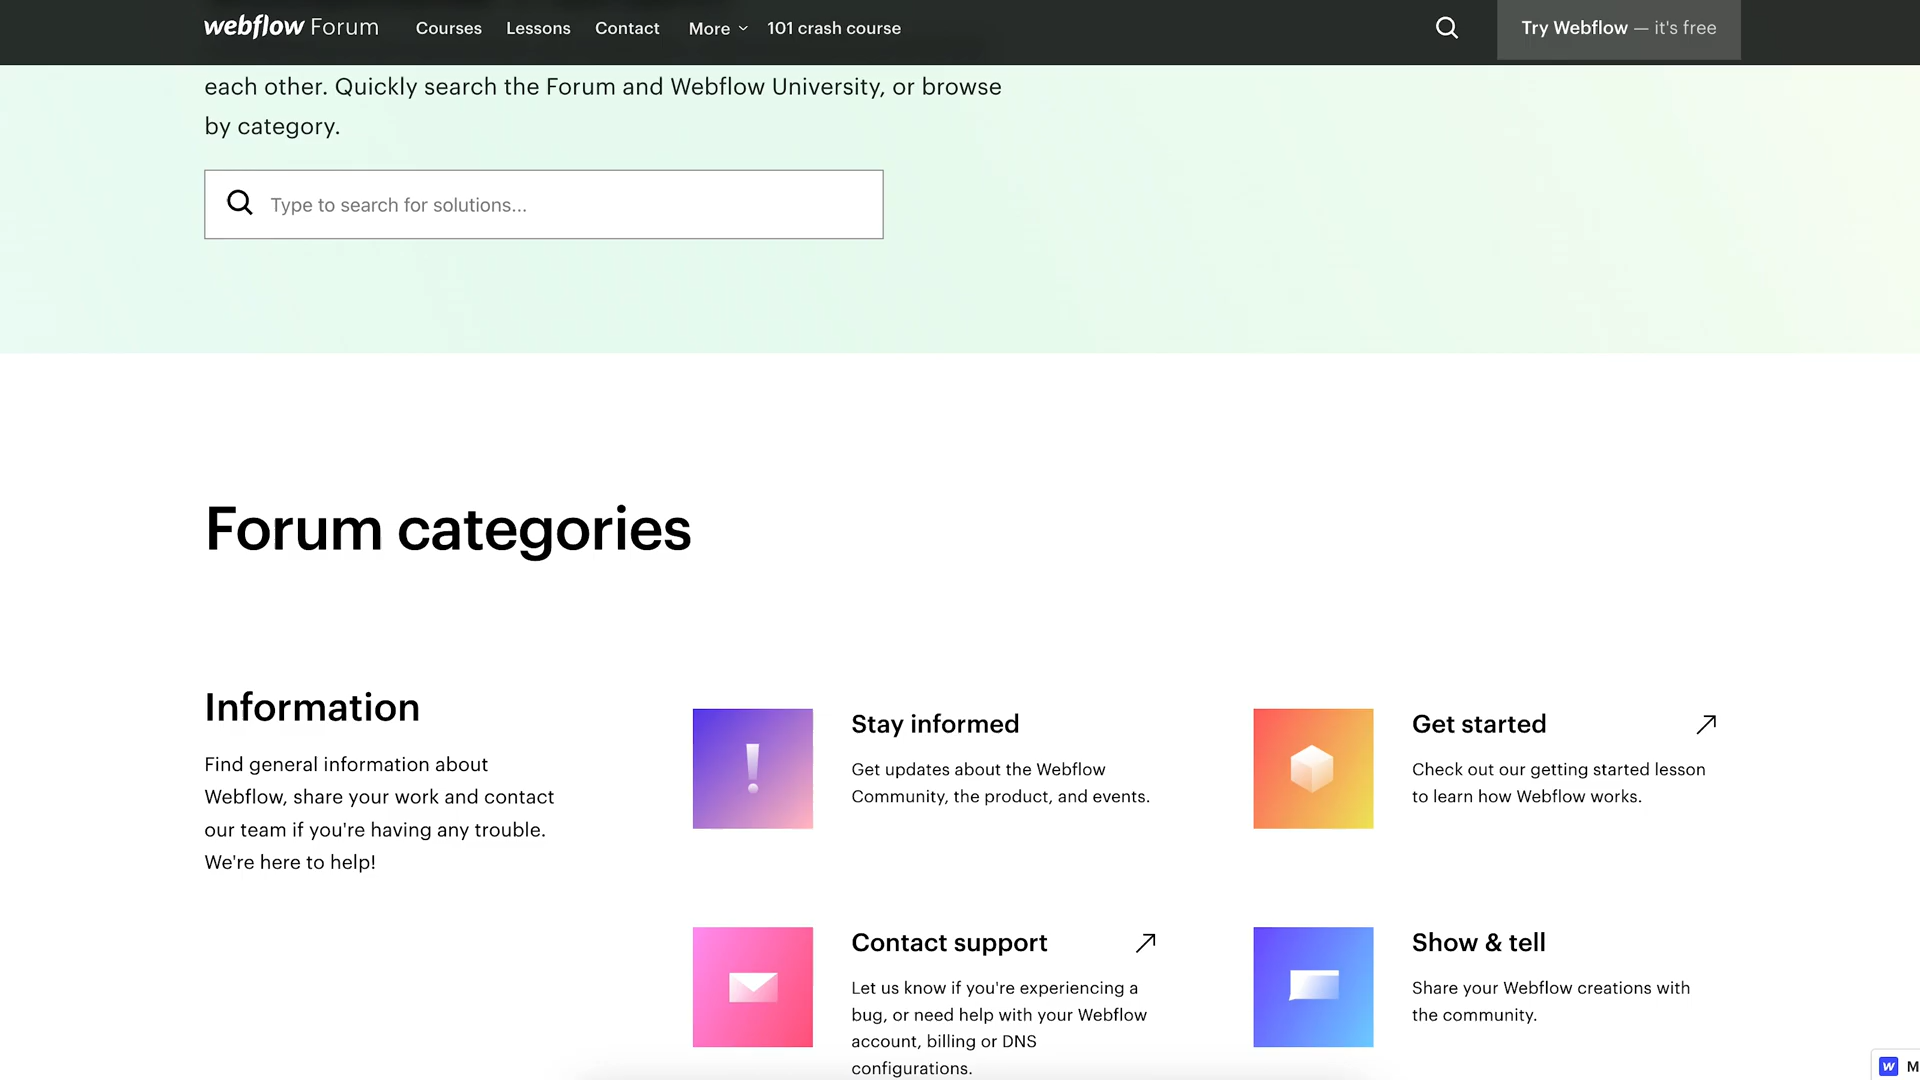 webflow Forum Courses Lessons Contact More 101 crash course Try Webflow — it's free
each other. Quickly search the Forum and Webflow University, or browse
by category.
Type to search for solutions...
Forum categories
Information
Find general information about
Webflow, share your work and contact
our team if you're having any trouble.
We're here to help!
Stay informed
Get updates about the Webflow
Community, the product, and events.
Get started
Check out our getting started lesson
to learn how Webflow works.
Contact support
Let us know if you're experiencing a
bug, or need help with your Webflow
account, billing or DNS
configurations.
Show & tell
Share your Webflow creations with
the community.
W M